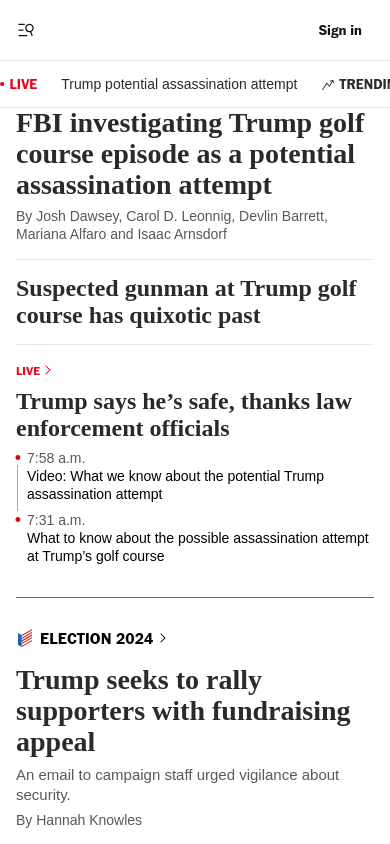 Sign in
LIVE Trump potential assassination attempt
FBI investigating Trump golf
course episode as a potential
assassination attempt
By Josh Dawsey, Carol D. Leonnig, Devlin Barrett,
Mariana Alfaro and Isaac Arnsdorf
Suspected gunman at Trump golf
course has quixotic past
LIVE
Trump says he’s safe, thanks law
enforcement officials
7:58 a.m.
Video: What we know about the potential Trump
assassination attempt
7:31 a.m.
What to know about the possible assassination attempt
at Trump’s golf course
ELECTION 2024
Trump seeks to rally
supporters with fundraising
appeal
An email to campaign staff urged vigilance about
security.
By Hannah Knowles